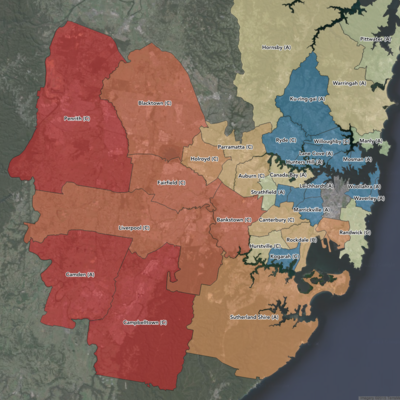 Pittwater (A)
Hornsby (A)
Warringah (A)
Blacktown (C)
Ku-ring-gai (A)
Penrith (C)
Ryde (C)
Willoughby (C)
Manly (A)
Parramatta (C)
Lane Cove (A)
Mosman (A)
Holroyd (C)
Hunters Hill (A)
Auburn (C)
Canada Bay (A)
Fairfield (C)
Leichhardt (A)
Woollahra (A)
Strathfield (A)
Waverley (A)
Marrickville (A)
Bankstown (C)
Canterbury (C)
Liverpool (C)
Randwick (C)
Rockdale (C)
Hurstville (C)
Kogarah (C)
Camden (A)
Sutherland Shire (A)
Campbelltown (C)